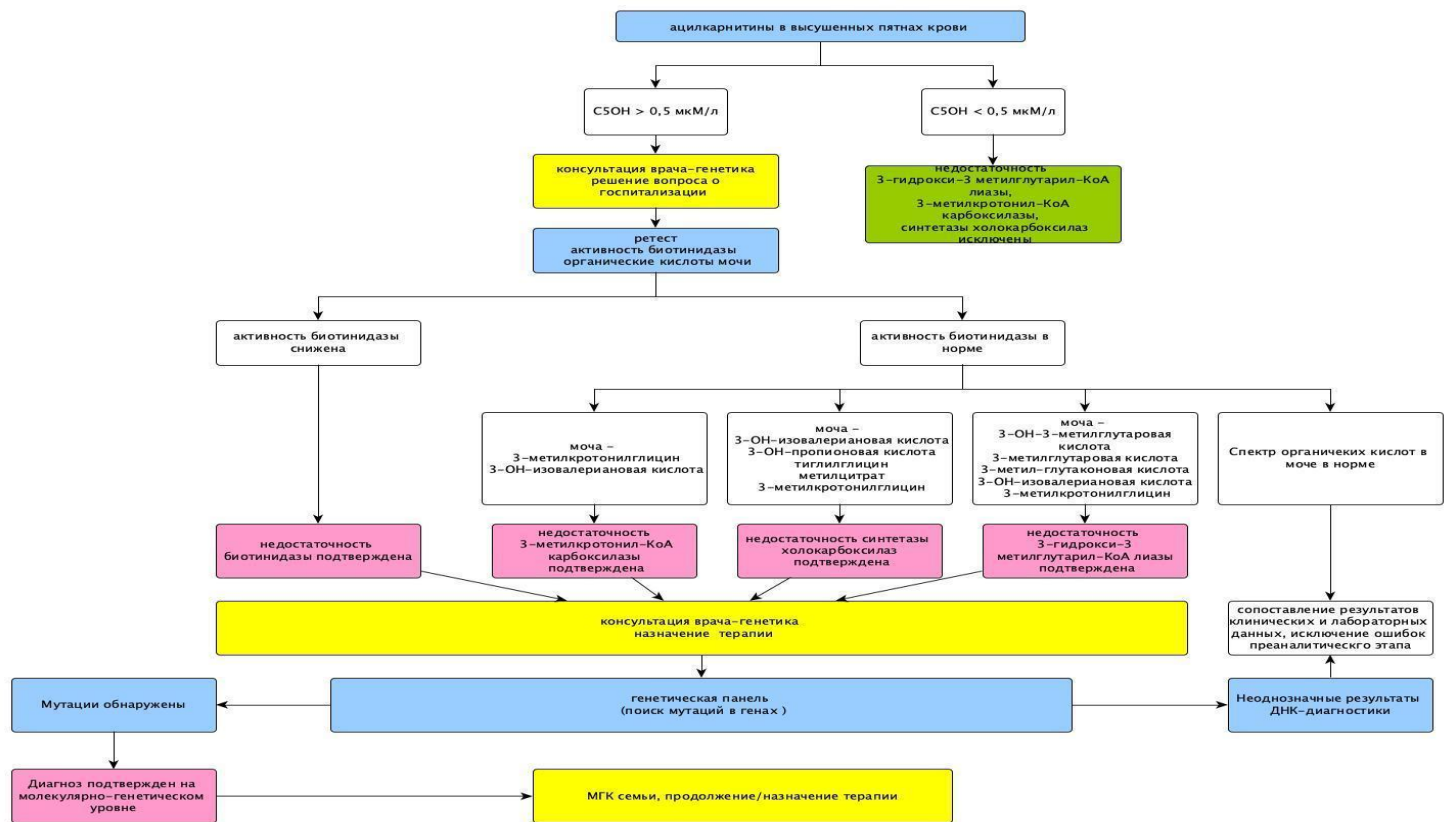 ацилкарнитины в высушенных пятнах крови
C5OH > 0,5 мкМ/л
C5OH < 0,5 мкМ/л
консультация врача-генетика
решение вопроса о
госпитализации
недостаточность
3-гидрокси-3 метилглутарил-КоА
лиазы,
3-метилкротонил-КоА
карбоксилазы,
синтетазы холокарбоксилаз
исключены
ретест
активность биотинидазы
органические кислоты мочи
активность биотинидазы
снижена
активность биотинидазы в
норме
моча -
3-метилкротонилглицин
3-ОН-изовалериановая кислота
моча -
3-ОН-изовалериановая кислота
3-ОН-пропионовая кислота
тиглилглицин
метилцитрат
3-метилкротонилглицин
моча -
3-ОН-3-метилглутаровая
кислота
3-метилглутаровая кислота
3-метил-глутаконовая кислота
3-ОН-изовалериановая кислота
3-метилкротонилглицин
Спектр органичеких кислот в
моче в норме
недостаточность
биотинидазы подтверждена
недостаточность
3-метилкротонил-КоА
карбоксилазы
подтверждена
недостаточность синтетазы
холокарбоксилаз
подтверждена
недостаточность
3-гидрокси-3
метилглутарил-КоА лиазы
подтверждена
консультация врача-генетика
назначение терапии
сопоставление результатов
клинических и лабораторных
данных, исключение ошибок
преаналитическго этапа
Мутации обнаружены
генетическая панель
(поиск мутаций в генах )
Неоднозначные результаты
ДНК-диагностики
Диагноз подтвержден на
молекулярно-генетическом
уровне
МГК семьи, продолжение/назначение терапии